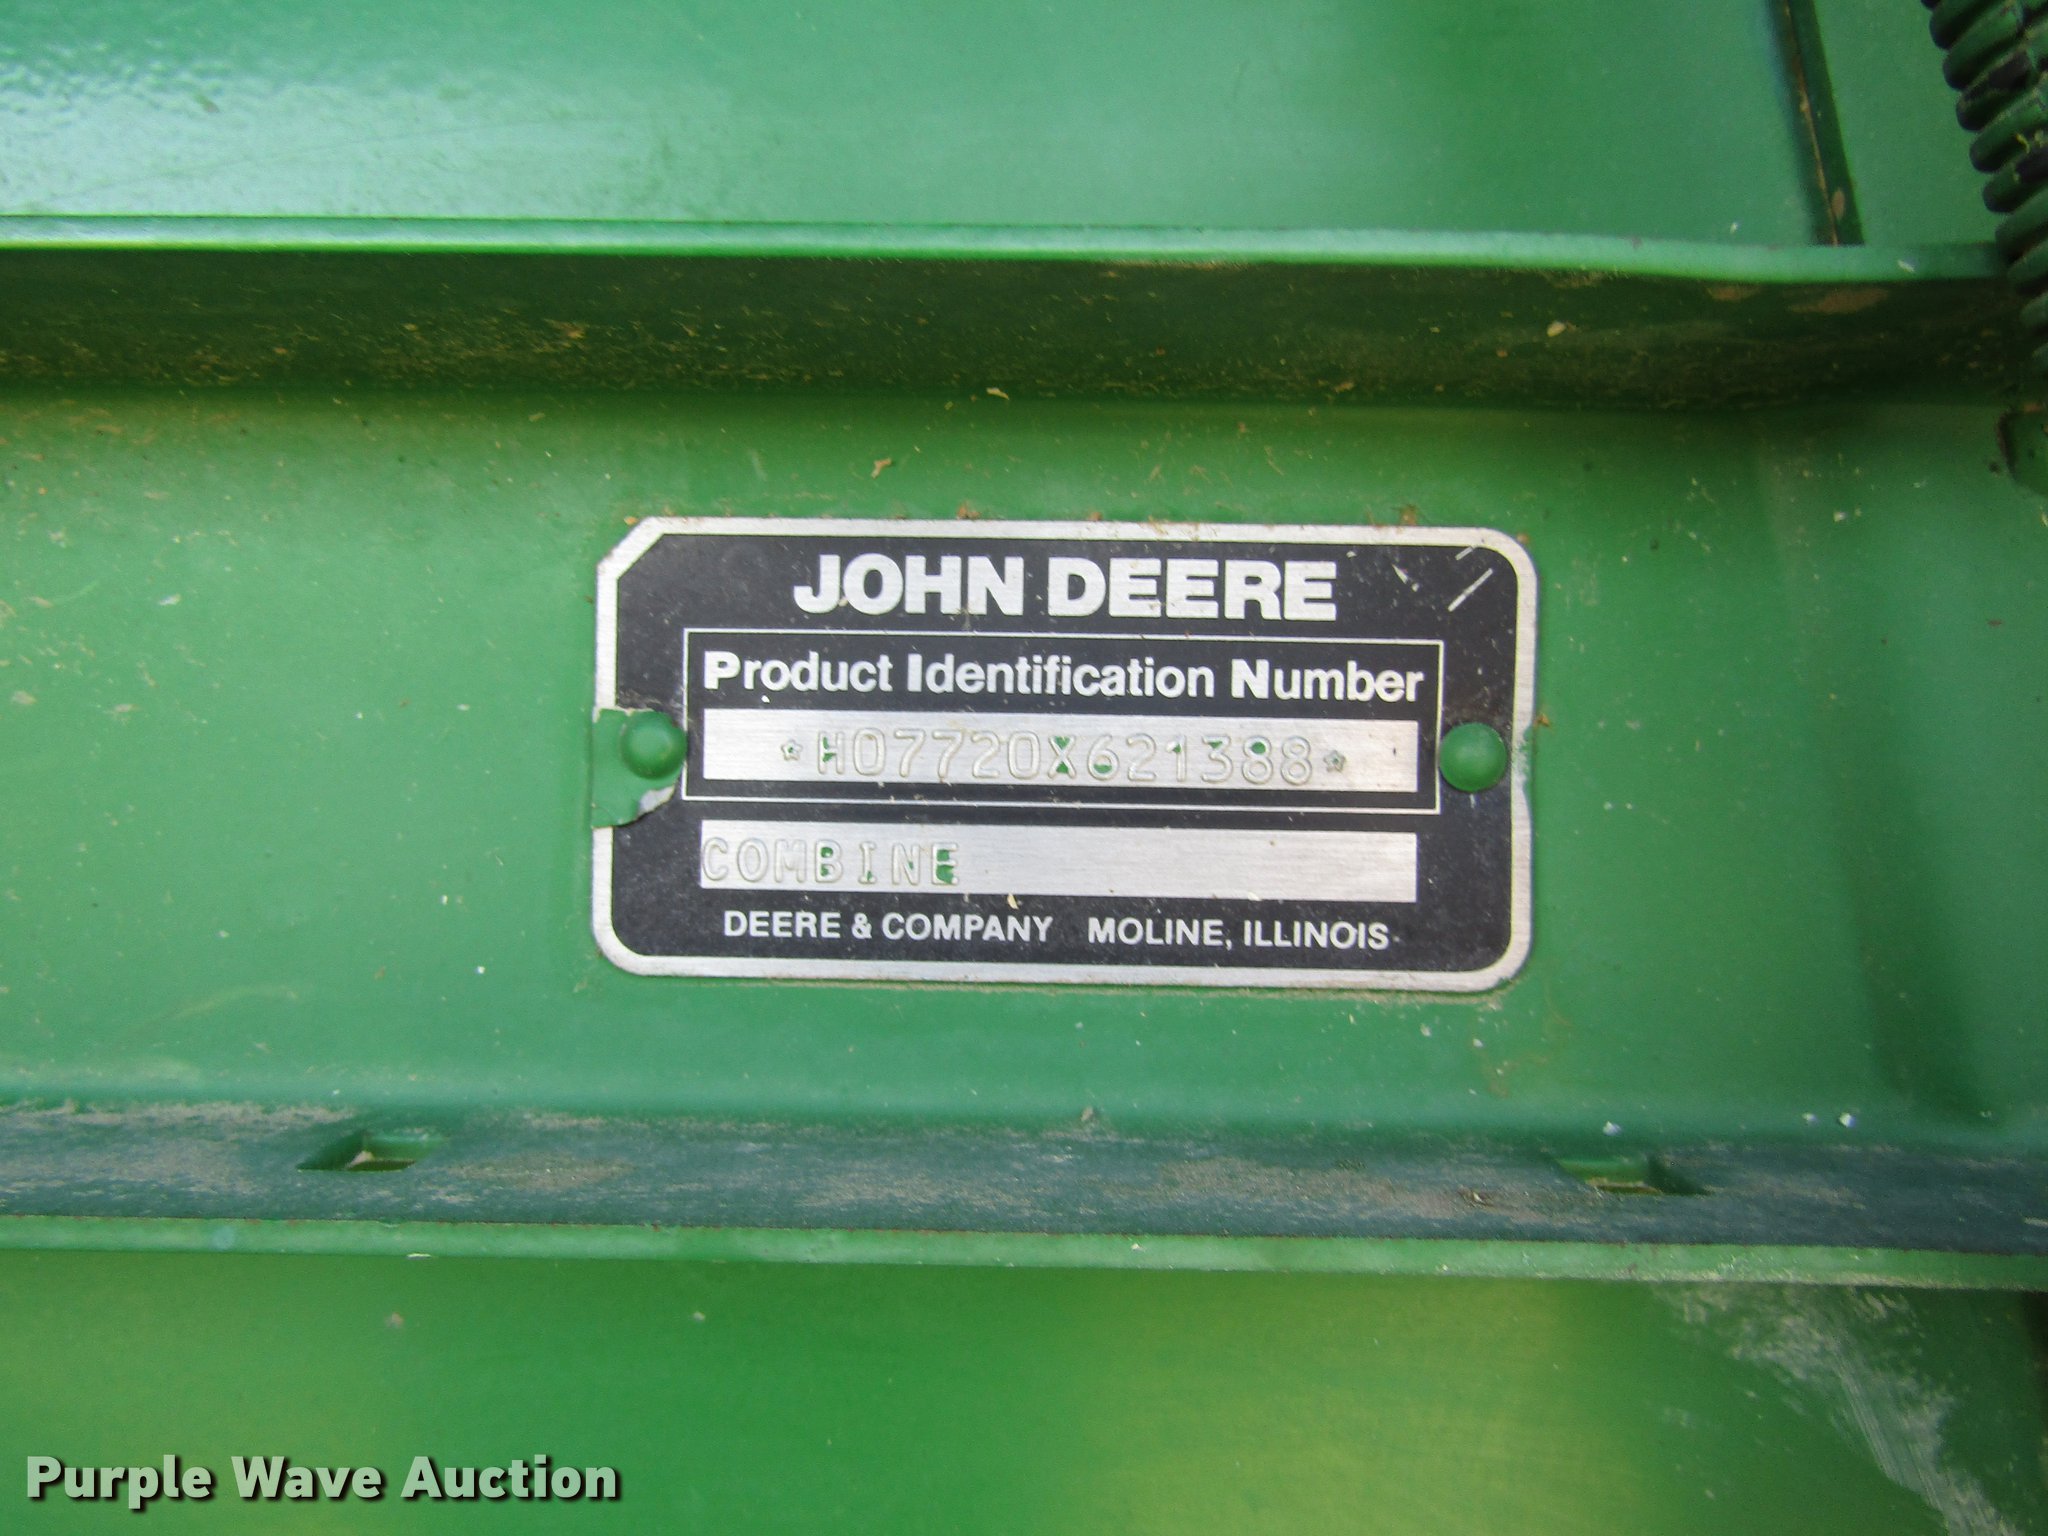 JOHN DEERE
Product Identification Number
*H07720X621388*
COMBINE
DEERE & COMPANY MOLINE, ILLINOIS
Purple Wave Auction